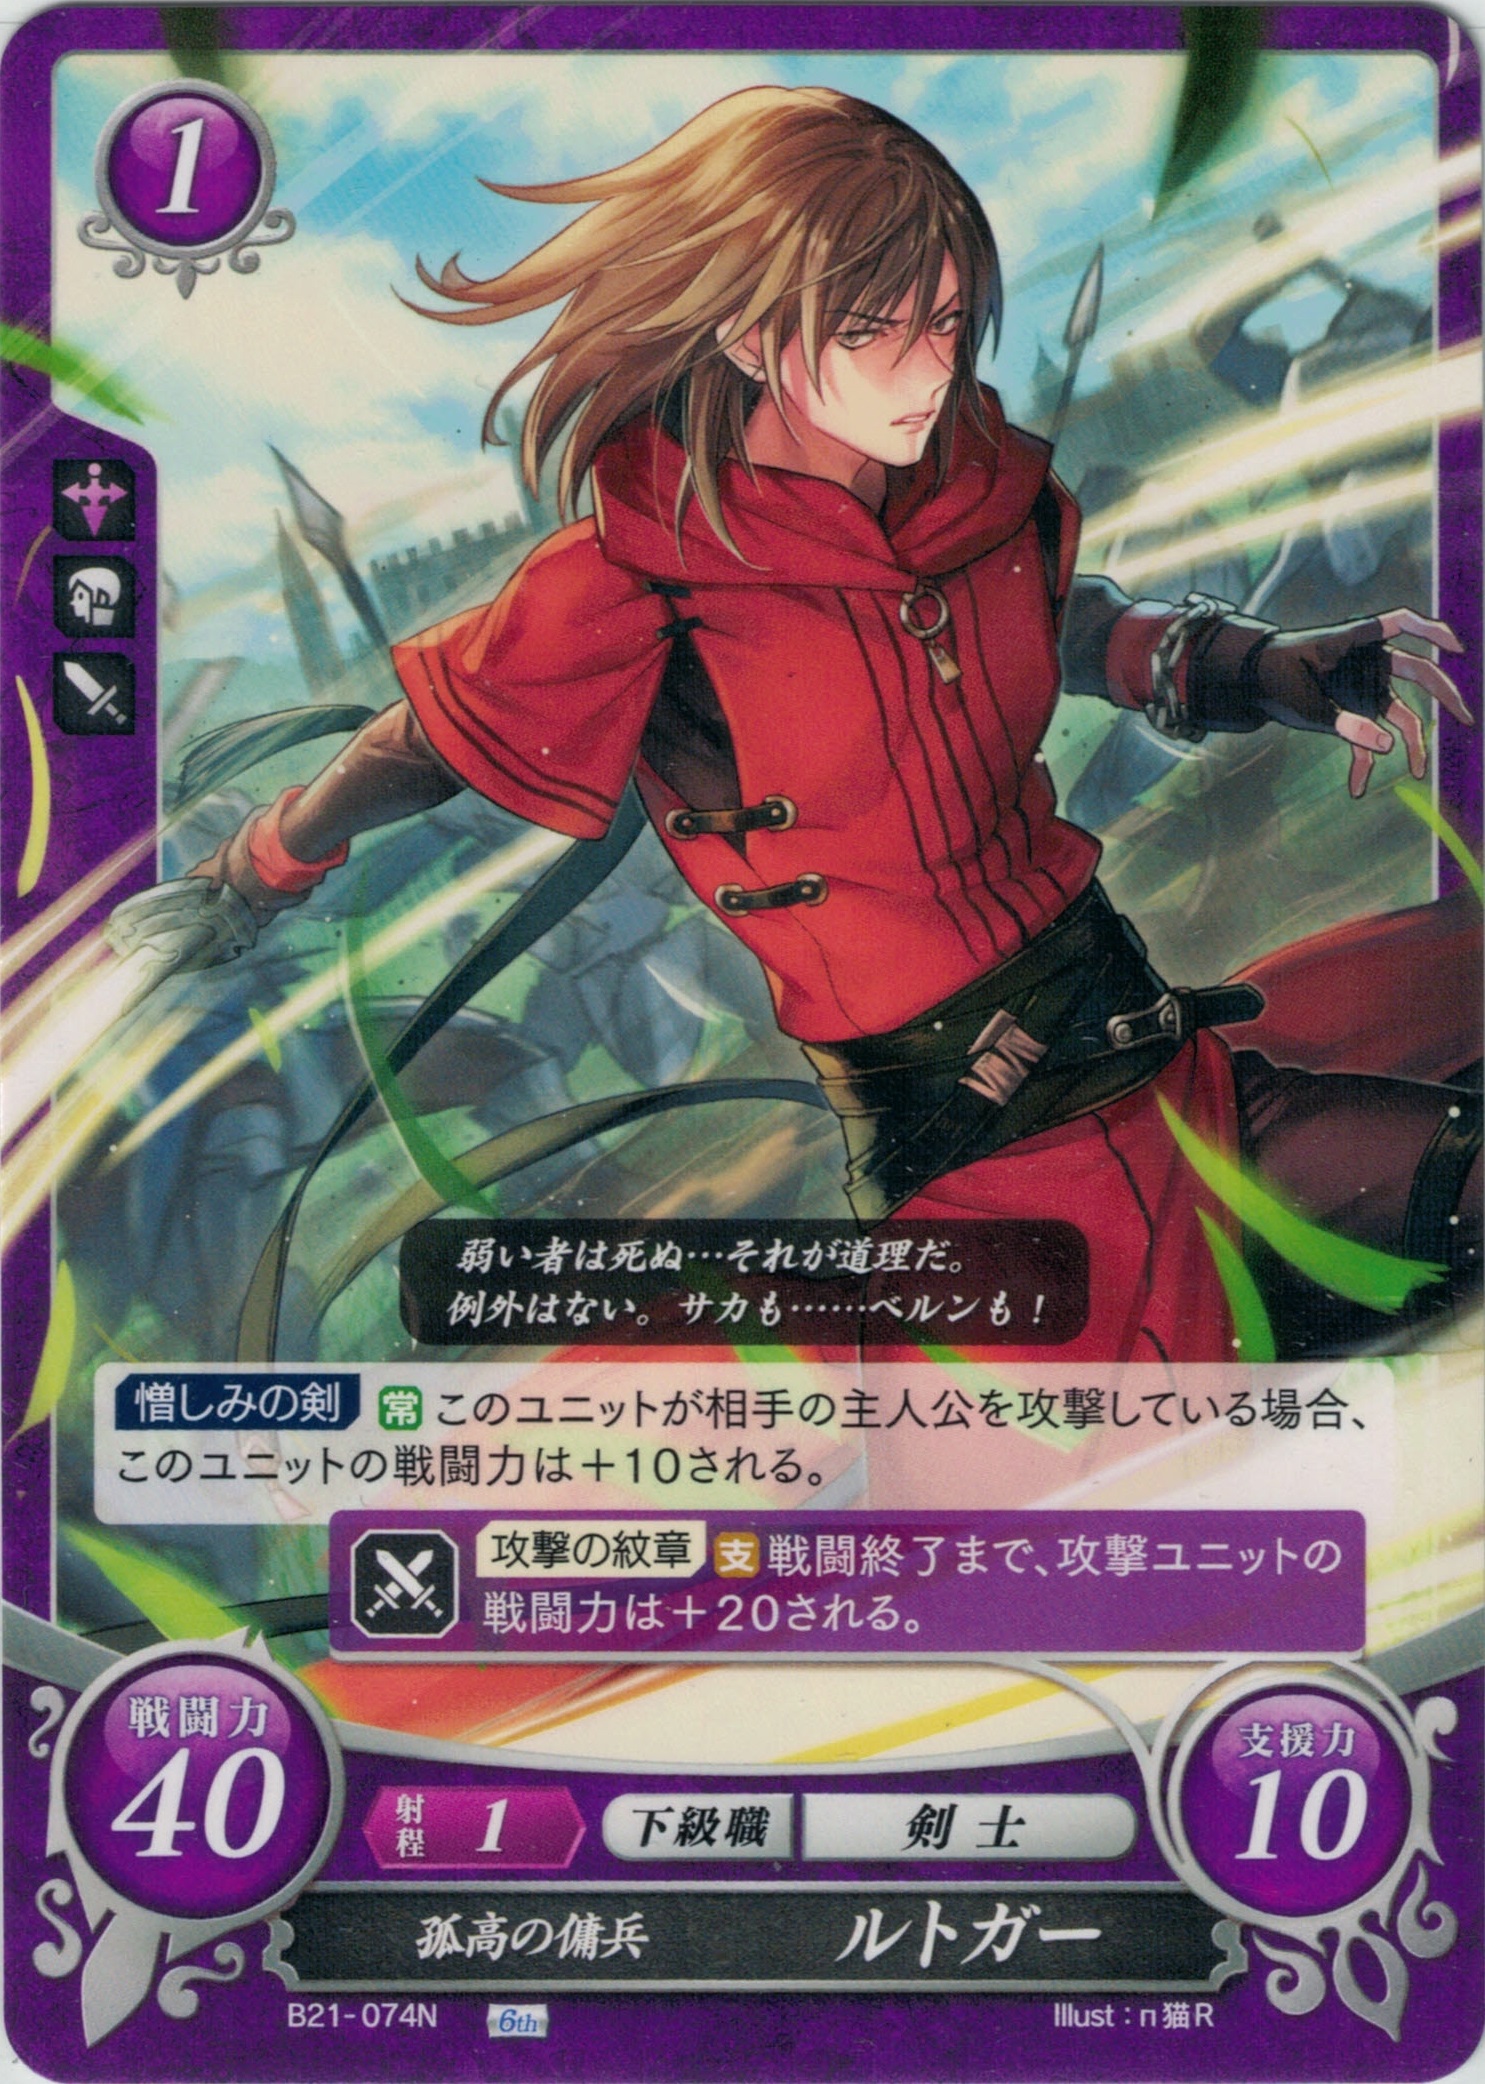 1
弱い者は死ぬ…それが道理だ。
例外はない。サカも……ベルンも！
憎しみの剣 常 このユニットが相手の主人公を攻撃している場合、
このユニットの戦闘力は＋10される。
攻撃の紋章 支 戦闘終了まで、攻撃ユニットの
戦闘力は＋20される。
戦闘力
40
射程 1 下級職 剣士
支援力
10
孤高の傭兵 ルトガー
B21-074N 6th Illust：n猫R